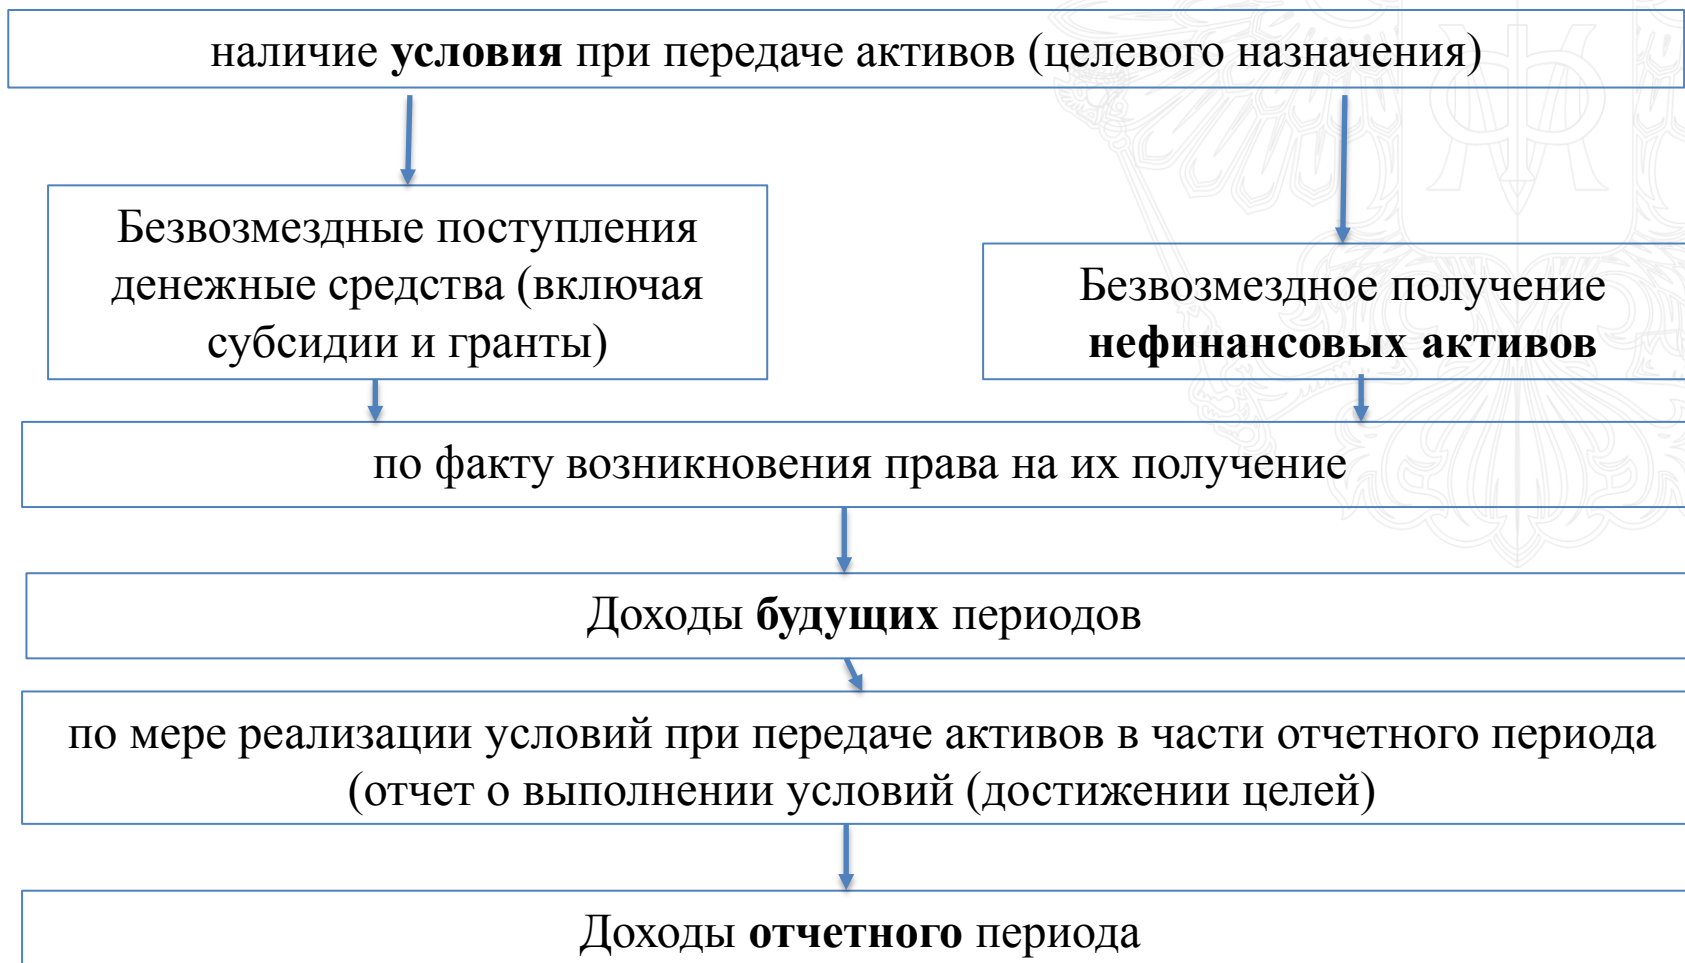 наличие условия при передаче активов (целевого назначения)
Безвозмездные поступления
денежные средства (включая
субсидии и гранты)
Безвозмездное получение
нефинансовых активов
по факту возникновения права на их получение
Доходы будущих периодов
по мере реализации условий при передаче активов в части отчетного периода
(отчет о выполнении условий (достижении целей)
Доходы отчетного периода